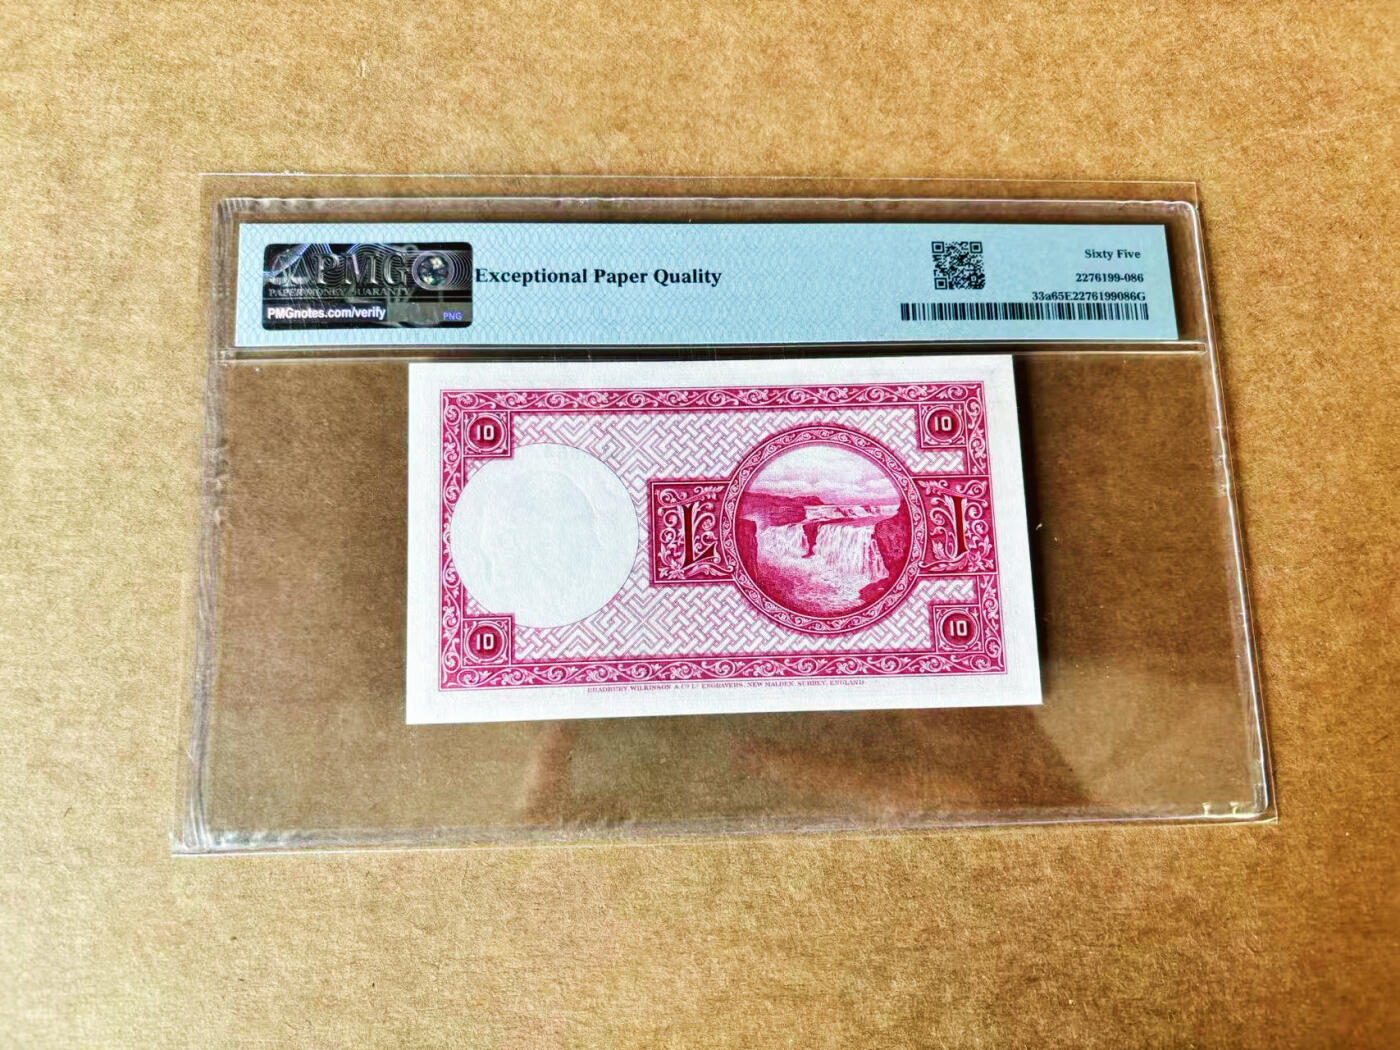 PMG
PAPER MONEY GUARANTY
PMGnotes.com/verify
PNG
Exceptional Paper Quality
Sixty Five
2276199-086
33a65E2276199086G
10
10
L Í
10
10
BRADBURY, WILKINSON & Cº Lᵈ ENGRAVERS, NEW MALDEN, SURREY, ENGLAND.